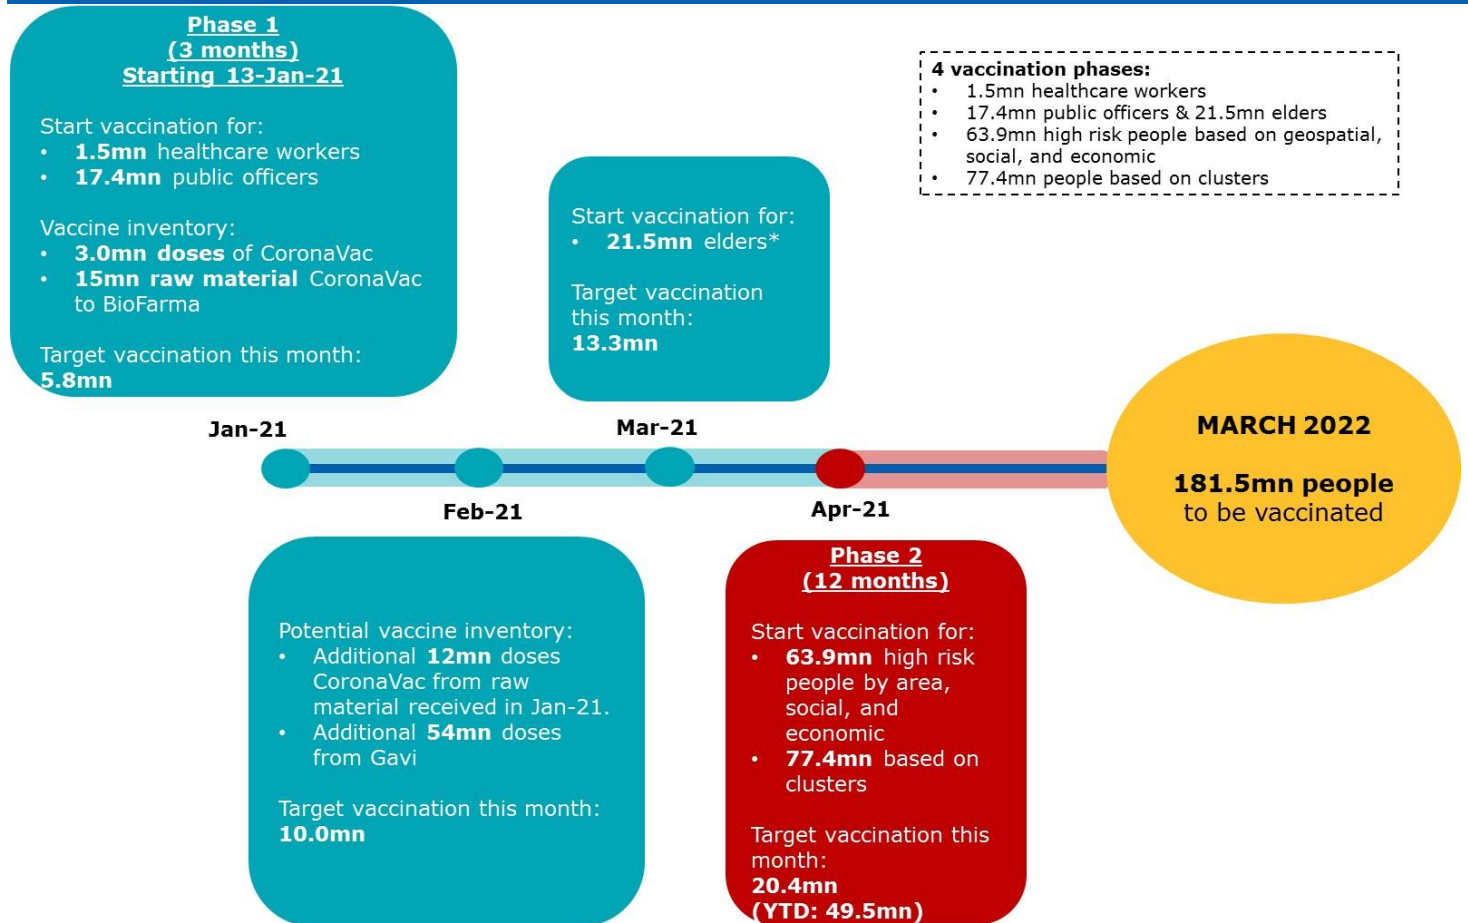 Phase 1
(3 months)
Starting 13-Jan-21
Start vaccination for:
• 1.5mn healthcare workers
• 17.4mn public officers
Vaccine inventory:
• 3.0mn doses of CoronaVac
• 15mn raw material CoronaVac
to BioFarma
Target vaccination this month:
5.8mn
4 vaccination phases:
• 1.5mn healthcare workers
• 17.4mn public officers & 21.5mn elders
• 63.9mn high risk people based on geospatial,
social, and economic
• 77.4mn people based on clusters
Start vaccination for:
• 21.5mn elders*
Target vaccination
this month:
13.3mn
Jan-21
Mar-21
Feb-21
Apr-21
MARCH 2022
181.5mn people
to be vaccinated
Potential vaccine inventory:
• Additional 12mn doses
CoronaVac from raw
material received in Jan-21.
• Additional 54mn doses
from Gavi
Target vaccination this month:
10.0mn
Phase 2
(12 months)
Start vaccination for:
• 63.9mn high risk
people by area,
social, and
economic
• 77.4mn based on
clusters
Target vaccination this
month:
20.4mn
(YTD: 49.5mn)